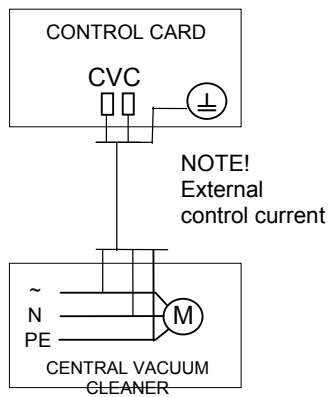 CONTROL CARD
CVC
NOTE!
External
control current
~
N
M
PE
CENTRAL VACUUM
CLEANER